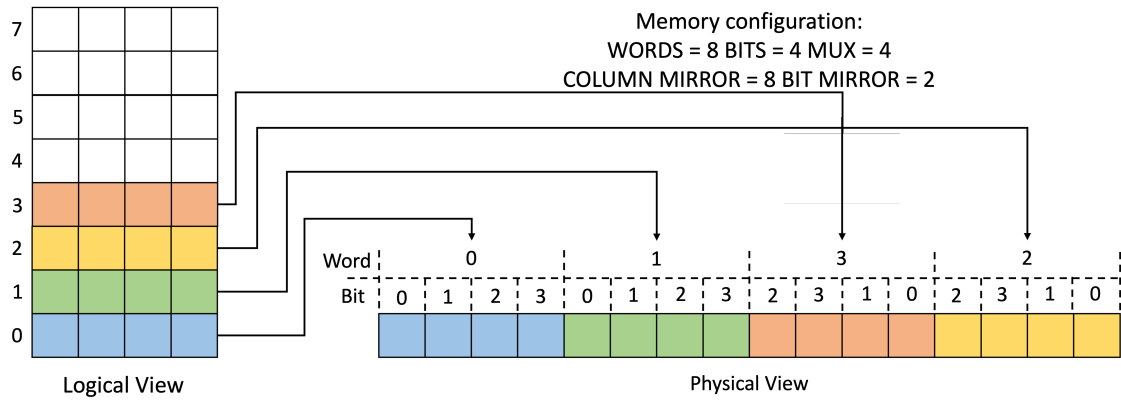 Memory configuration:
WORDS = 8 BITS = 4 MUX = 4
COLUMN MIRROR = 8 BIT MIRROR = 2
7
6
5
4
3
2
1
0
Word 0 1 3 2
Bit 0 1 2 3 0 1 2 3 2 3 1 0 2 3 1 0
Logical View
Physical View